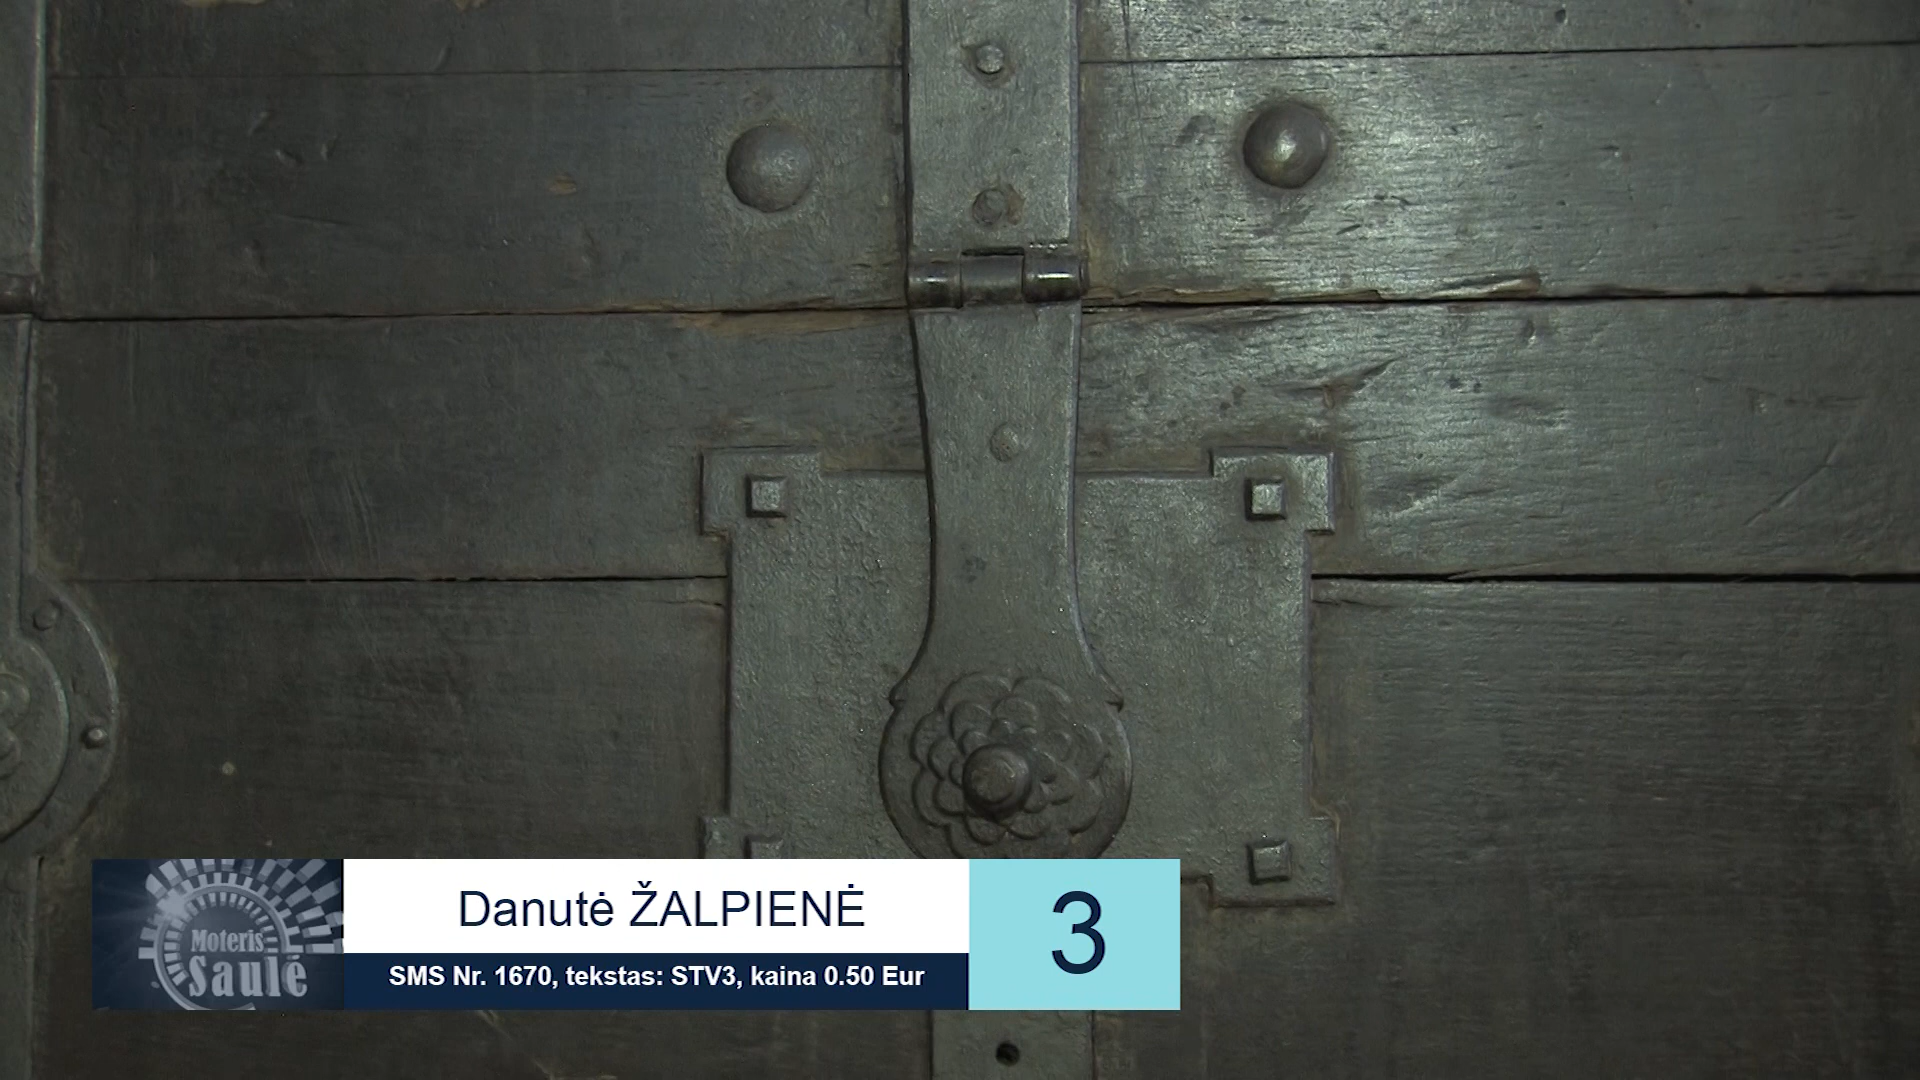 Moteris
Saulė
Danutė ŽALPIENĖ
SMS Nr. 1670, tekstas: STV3, kaina 0.50 Eur
3